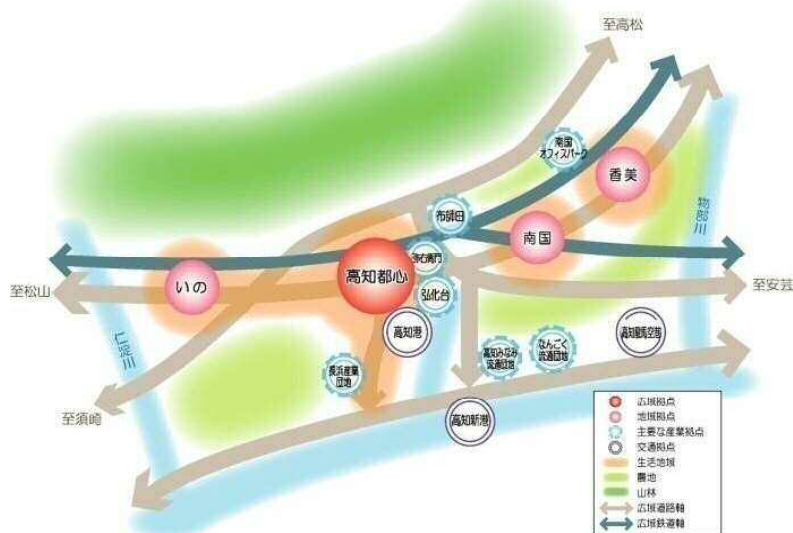 至高松
南国
オフィスパーク
香美
物部川
布師田
南国
弥右衛門
高知都心
いの
至松山
至安芸
弘化台
高知港
高知龍馬空港
仁淀川
長浜産業
団地
高知みなみ
流通団地
なんごく
流通団地
至須崎
高知新港
広域拠点
地域拠点
主要な産業拠点
交通拠点
生活地域
農地
山林
広域道路軸
広域鉄道軸